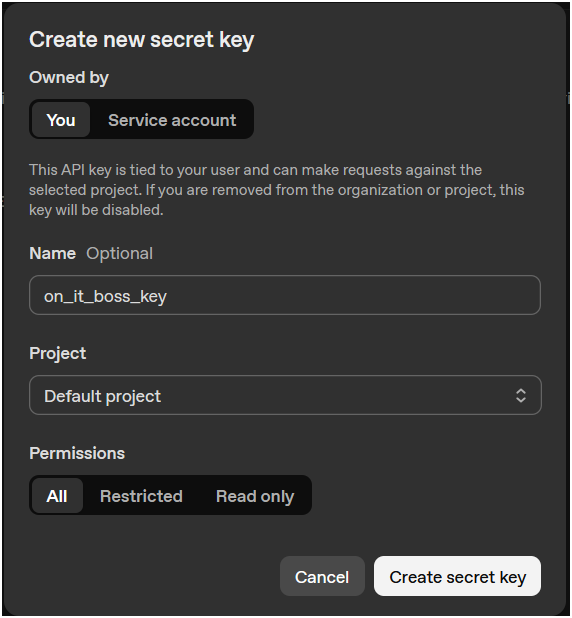 Create new secret key
Owned by
You Service account
This API key is tied to your user and can make requests against the
selected project. If you are removed from the organization or project, this
key will be disabled.
Name Optional
on_it_boss_key
Project
Default project
Permissions
All Restricted Read only
Cancel Create secret key